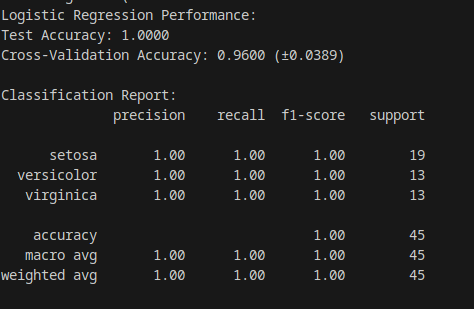 Logistic Regression Performance:
Test Accuracy: 1.0000
Cross-Validation Accuracy: 0.9600 (±0.0389)
Classification Report:
precision recall f1-score support
setosa 1.00 1.00 1.00 19
versicolor 1.00 1.00 1.00 13
virginica 1.00 1.00 1.00 13
accuracy 1.00 45
macro avg 1.00 1.00 1.00 45
weighted avg 1.00 1.00 1.00 45